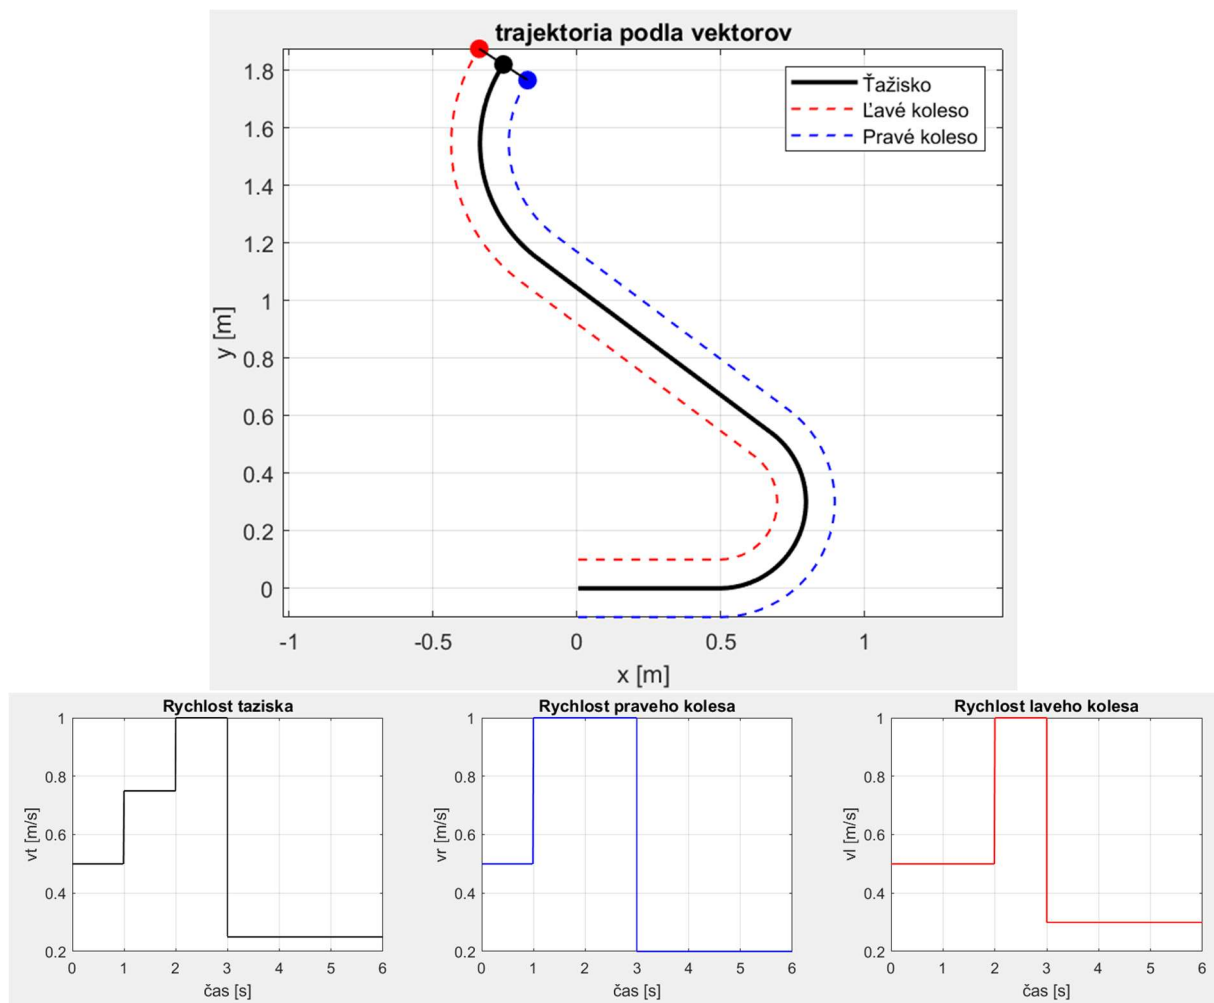 trajektoria podla vektorov
Ťažisko
Ľavé koleso
Pravé koleso
y [m]
1.8
1.6
1.4
1.2
1
0.8
0.6
0.4
0.2
0
-1 -0.5 0 0.5 1
x [m]
Rychlost taziska
vt [m/s]
1
0.8
0.6
0.4
0.2
0 1 2 3 4 5 6
čas [s]
Rychlost praveho kolesa
vr [m/s]
1
0.8
0.6
0.4
0.2
0 1 2 3 4 5 6
čas [s]
Rychlost laveho kolesa
vl [m/s]
1
0.8
0.6
0.4
0.2
0 1 2 3 4 5 6
čas [s]